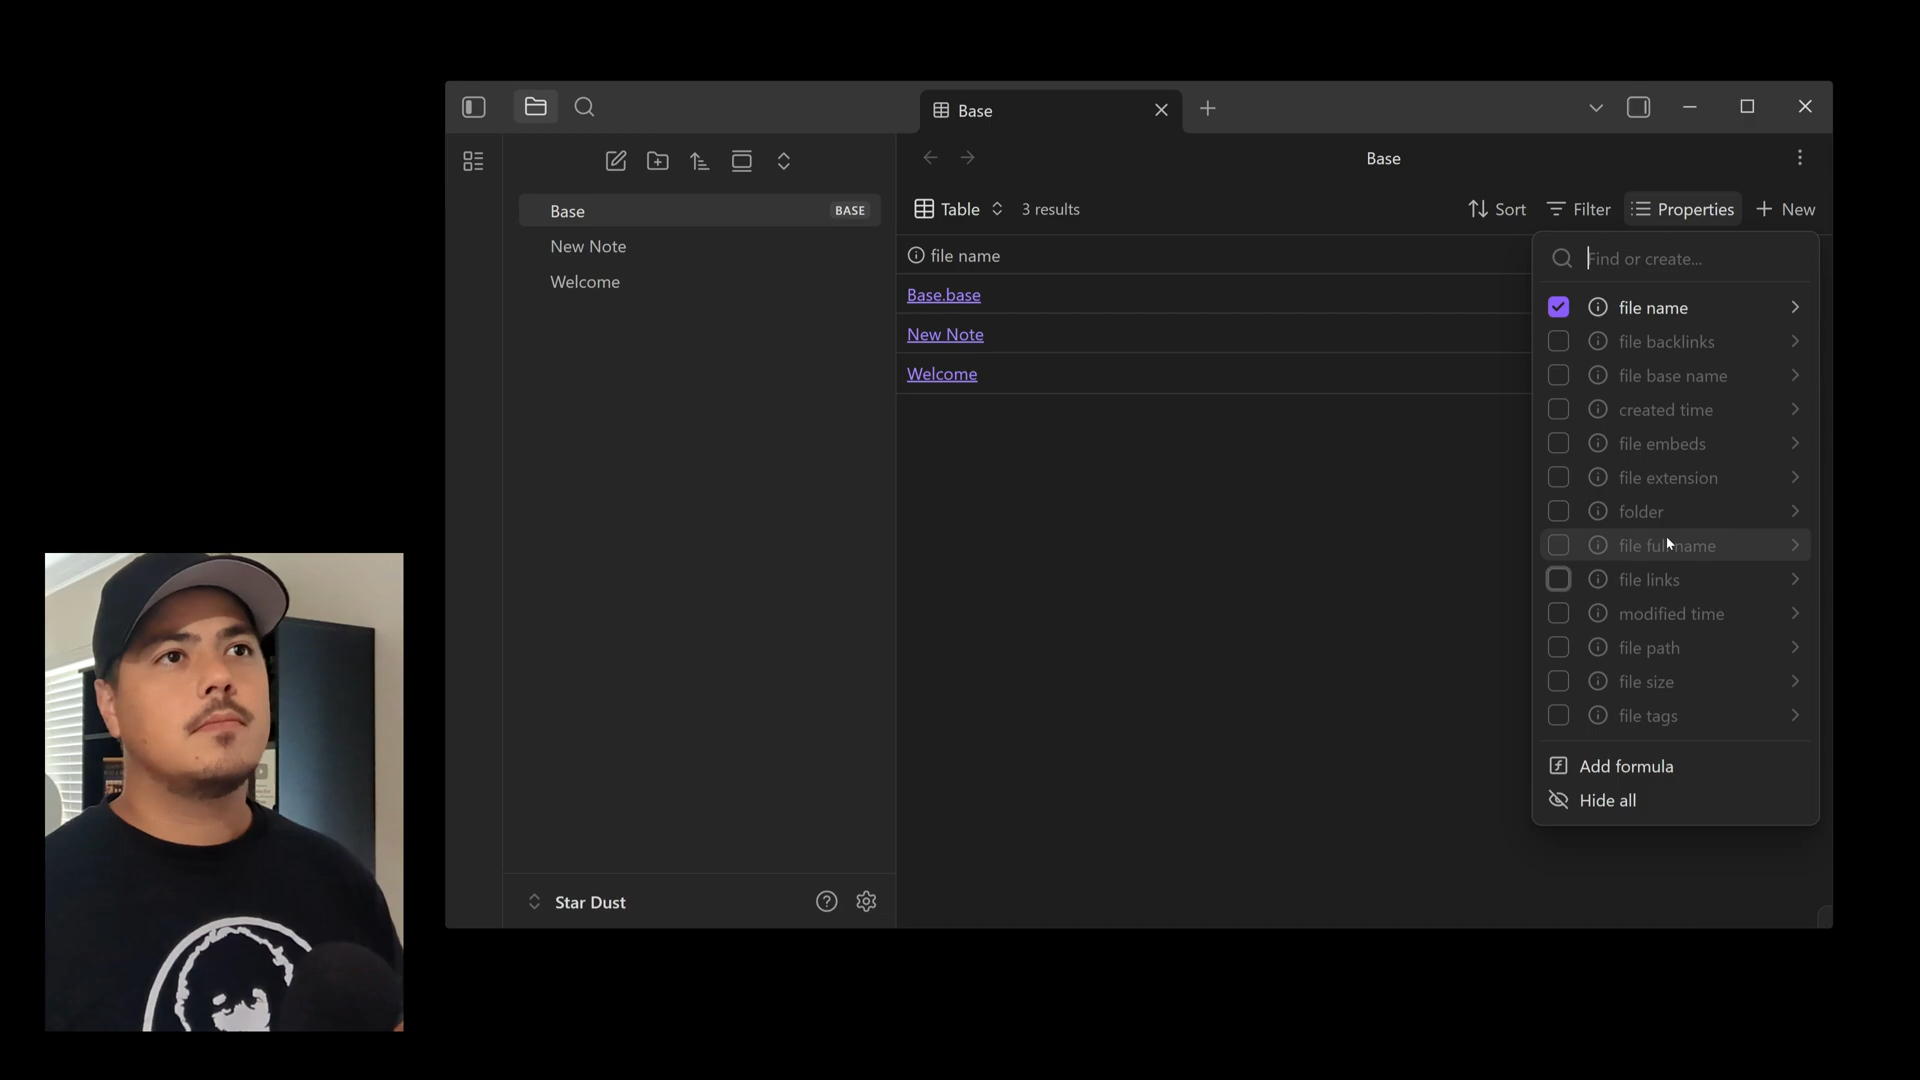 Base
Base
Table
3 results
Sort
Filter
Properties
New
Base
BASE
New Note
Welcome
file name
Base.base
New Note
Welcome
Find or create...
file name
file backlinks
file base name
created time
file embeds
file extension
folder
file full name
file links
modified time
file path
file size
file tags
Add formula
Hide all
Star Dust